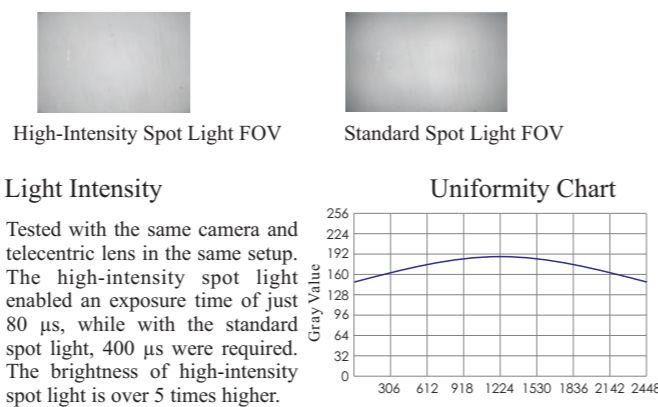 High-Intensity Spot Light FOV
Standard Spot Light FOV
Light Intensity
Tested with the same camera and
telecentric lens in the same setup.
The high-intensity spot light
enabled an exposure time of just
80 μs, while with the standard
spot light, 400 μs were required.
The brightness of high-intensity
spot light is over 5 times higher.
Uniformity Chart
Gray Value
256
224
192
160
128
96
64
32
0
306 612 918 1224 1530 1836 2142 2448